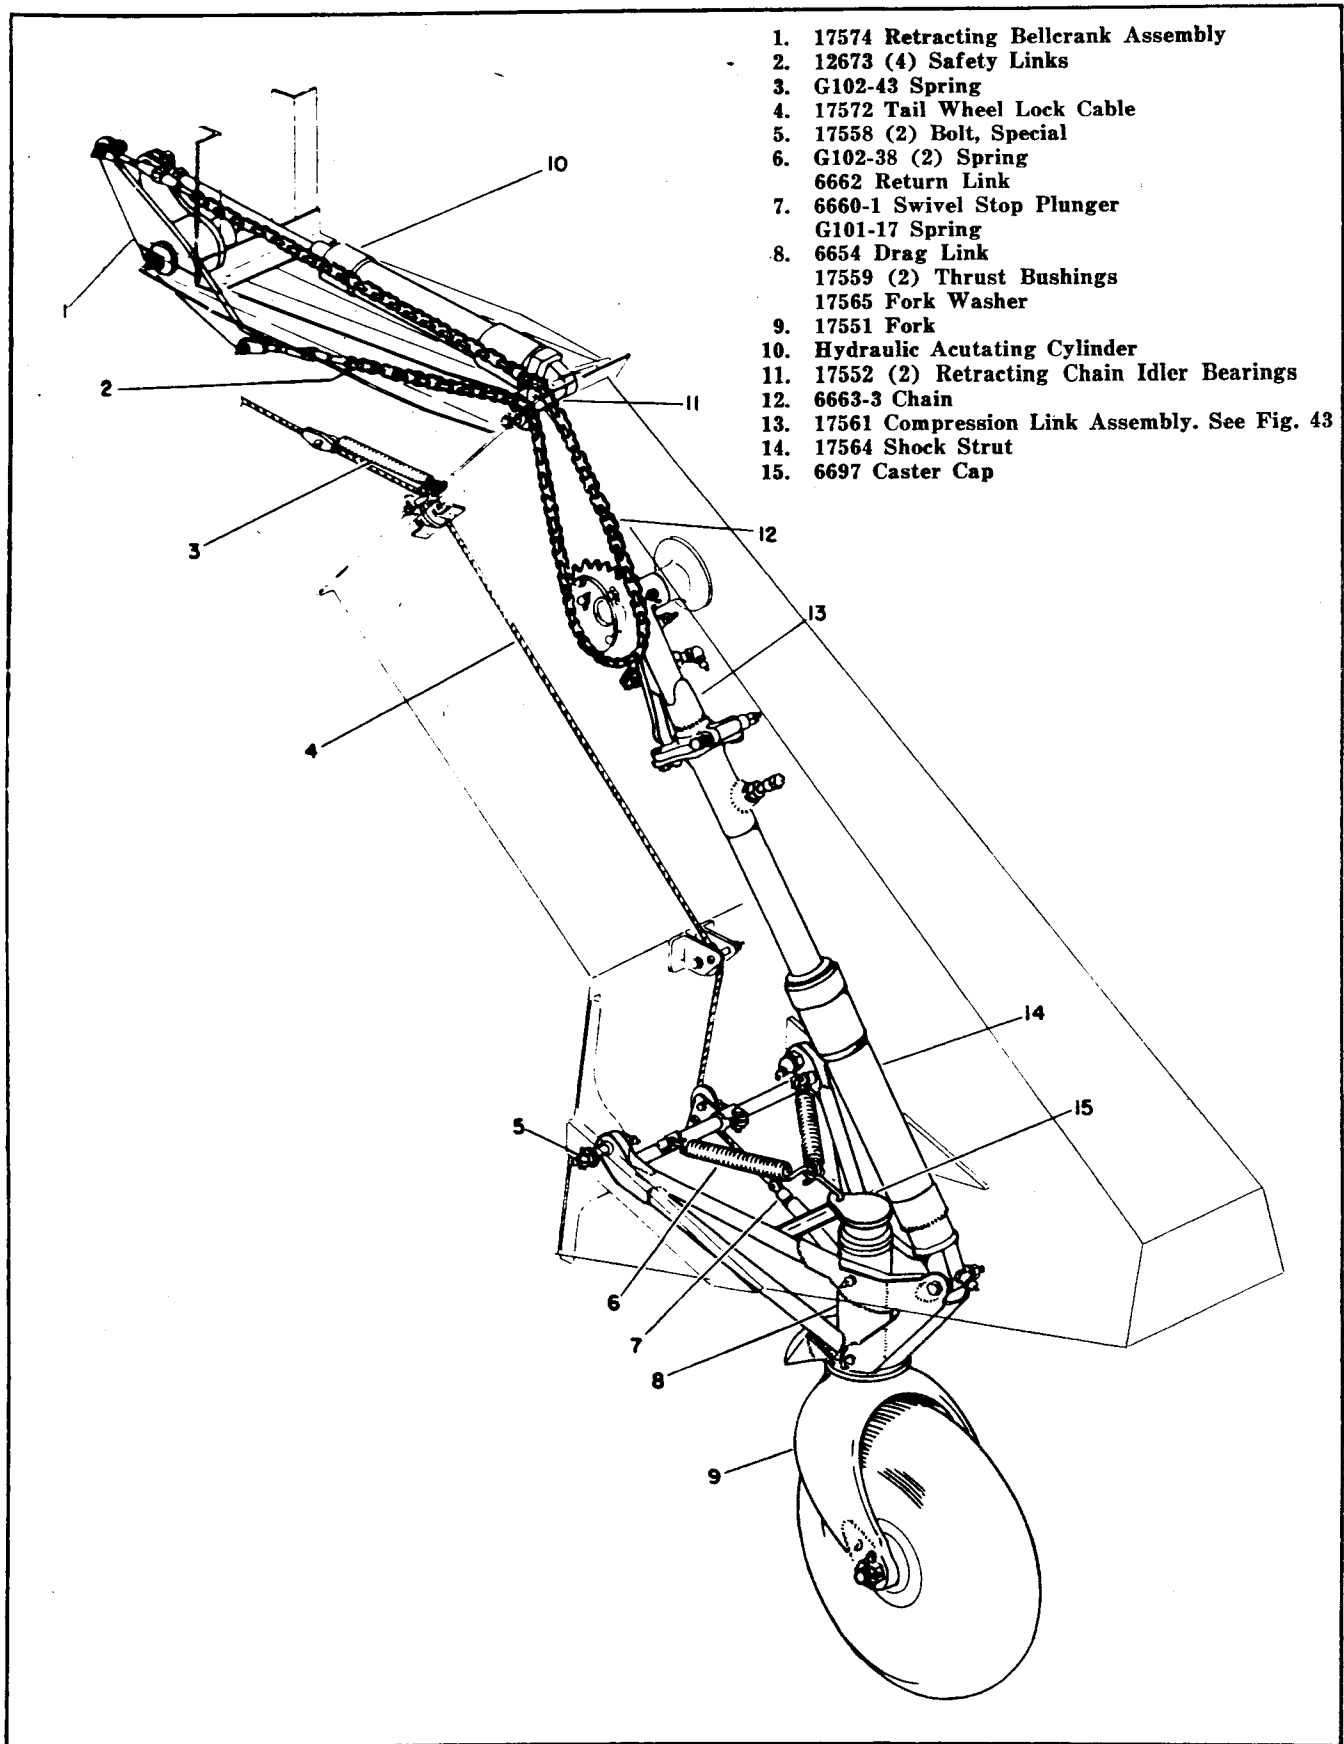 1. 17574 Retracting Bellcrank Assembly
2. 12673 (4) Safety Links
3. G102-43 Spring
4. 17572 Tail Wheel Lock Cable
5. 17558 (2) Bolt, Special
6. G102-38 (2) Spring
6662 Return Link
7. 6660-1 Swivel Stop Plunger
G101-17 Spring
8. 6654 Drag Link
17559 (2) Thrust Bushings
17565 Fork Washer
9. 17551 Fork
10. Hydraulic Acutating Cylinder
11. 17552 (2) Retracting Chain Idler Bearings
12. 6663-3 Chain
13. 17561 Compression Link Assembly. See Fig. 43
14. 17564 Shock Strut
15. 6697 Caster Cap
10
1
2
11
3
12
13
4
14
5
15
6
7
8
9